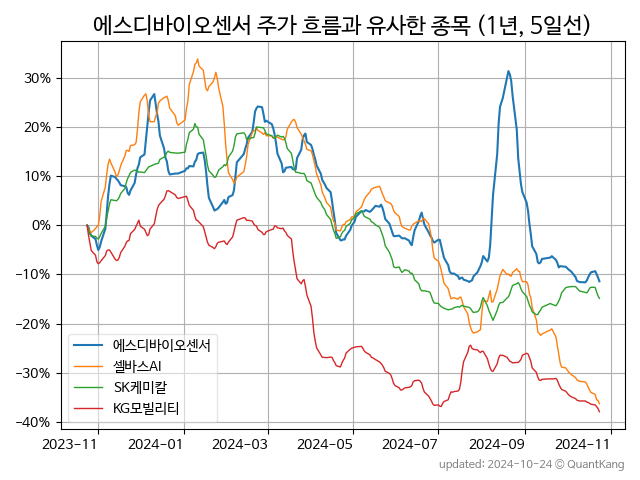 에스디바이오센서 주가 흐름과 유사한 종목 (1년, 5일선)
30%
20%
10%
0%
−10%
−20%
−30%
−40%
에스디바이오센서
셀바스AI
SK케미칼
KG모빌리티
2023-11
2024-01
2024-03
2024-05
2024-07
2024-09
2024-11
updated: 2024-10-24 © QuantKang